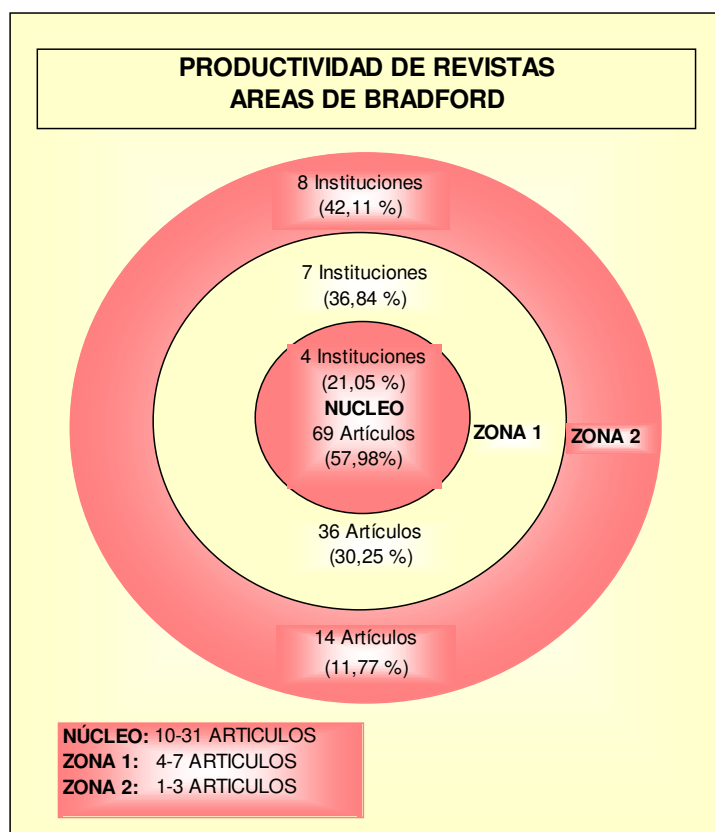 PRODUCTIVIDAD DE REVISTAS
AREAS DE BRADFORD
8 Instituciones
(42,11 %)
7 Instituciones
(36,84 %)
4 Instituciones
(21,05 %)
NUCLEO
69 Artículos
(57,98%)
ZONA 1
ZONA 2
36 Artículos
(30,25 %)
14 Artículos
(11,77 %)
NÚCLEO: 10-31 ARTICULOS
ZONA 1: 4-7 ARTICULOS
ZONA 2: 1-3 ARTICULOS